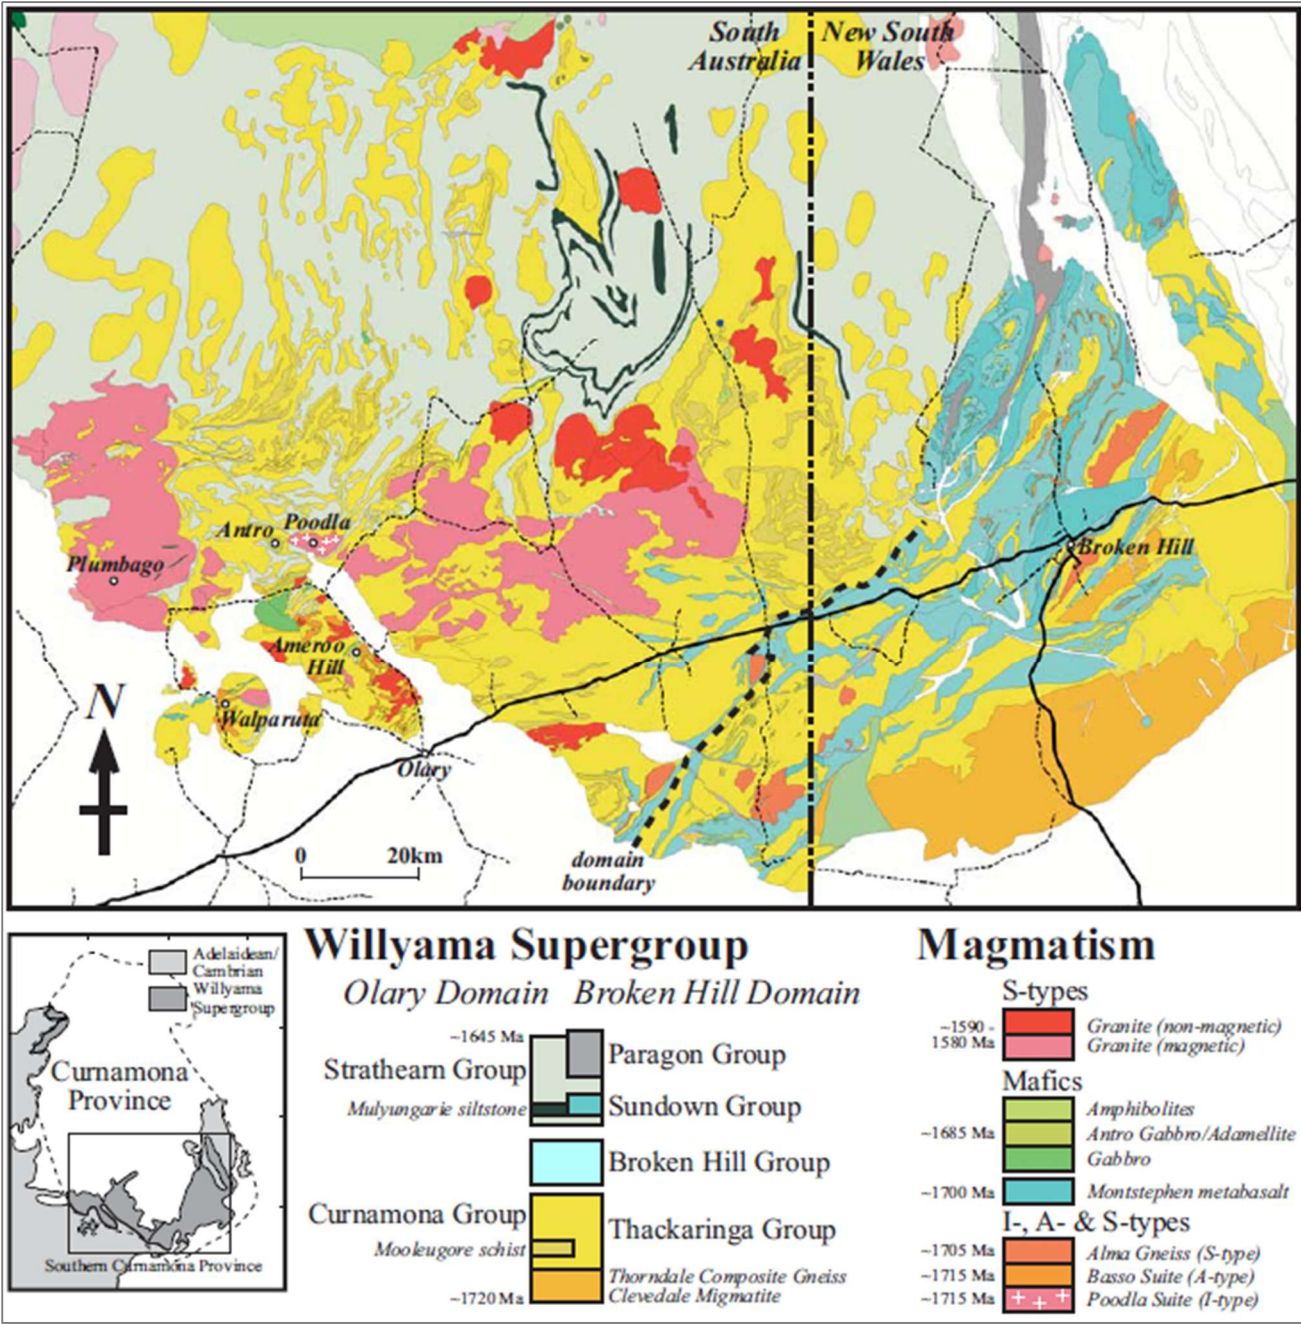 South
Australia
New South
Wales
Antro
Poodla
Plumbago
Broken Hill
Ameroo
Hill
N
Walparuta
Olary
0 20km
domain
boundary
Adelaidean/
Cambrian
Willyama
Supergroup
Curnamona
Province
Southern Curnamona Province
Willyama Supergroup
Olary Domain Broken Hill Domain
~1645 Ma
Strathearn Group
Paragon Group
Mulyungarie siltstone
Sundown Group
Broken Hill Group
Curnamona Group
Thackaringa Group
Mooleugore schist
Thorndale Composite Gneiss
Clevedale Migmatite
~1720 Ma
Magmatism
S-types
~1590 -
1580 Ma
Granite (non-magnetic)
Granite (magnetic)
Mafics
Amphibolites
~1685 Ma Antro Gabbro/Adamellite
Gabbro
~1700 Ma Montstephen metabasalt
I-, A- & S-types
~1705 Ma Alma Gneiss (S-type)
~1715 Ma Basso Suite (A-type)
~1715 Ma Poodla Suite (I-type)